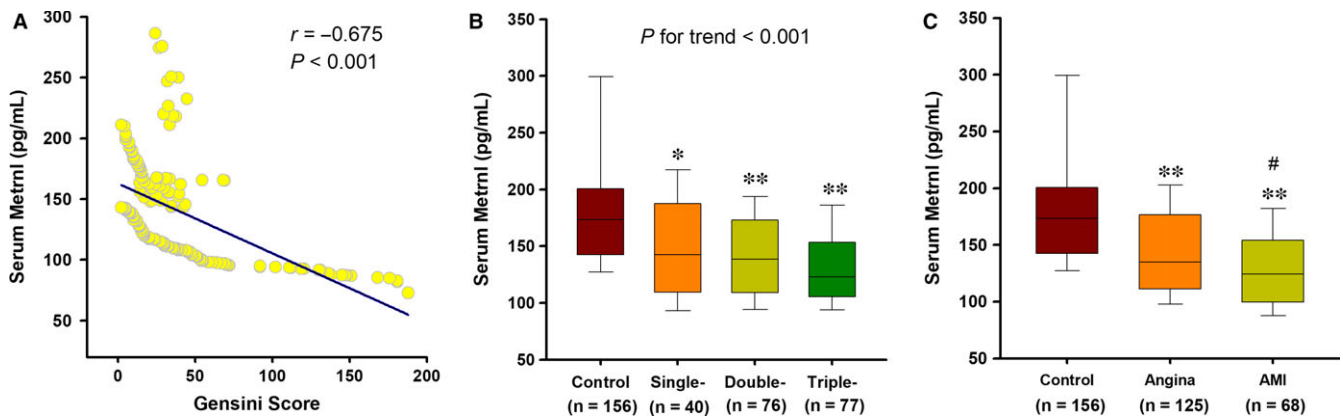 A
r = −0.675
P < 0.001
Serum Metrnl (pg/mL)
300
250
200
150
100
50
0 50 100 150 200
Gensini Score
B
P for trend < 0.001
Serum Metrnl (pg/mL)
350
300
250
200
150
100
50
* ** **
Control Single- Double- Triple-
(n = 156) (n = 40) (n = 76) (n = 77)
C
Serum Metrnl (pg/mL)
350
300
250
200
150
100
50
#
** **
Control Angina AMI
(n = 156) (n = 125) (n = 68)